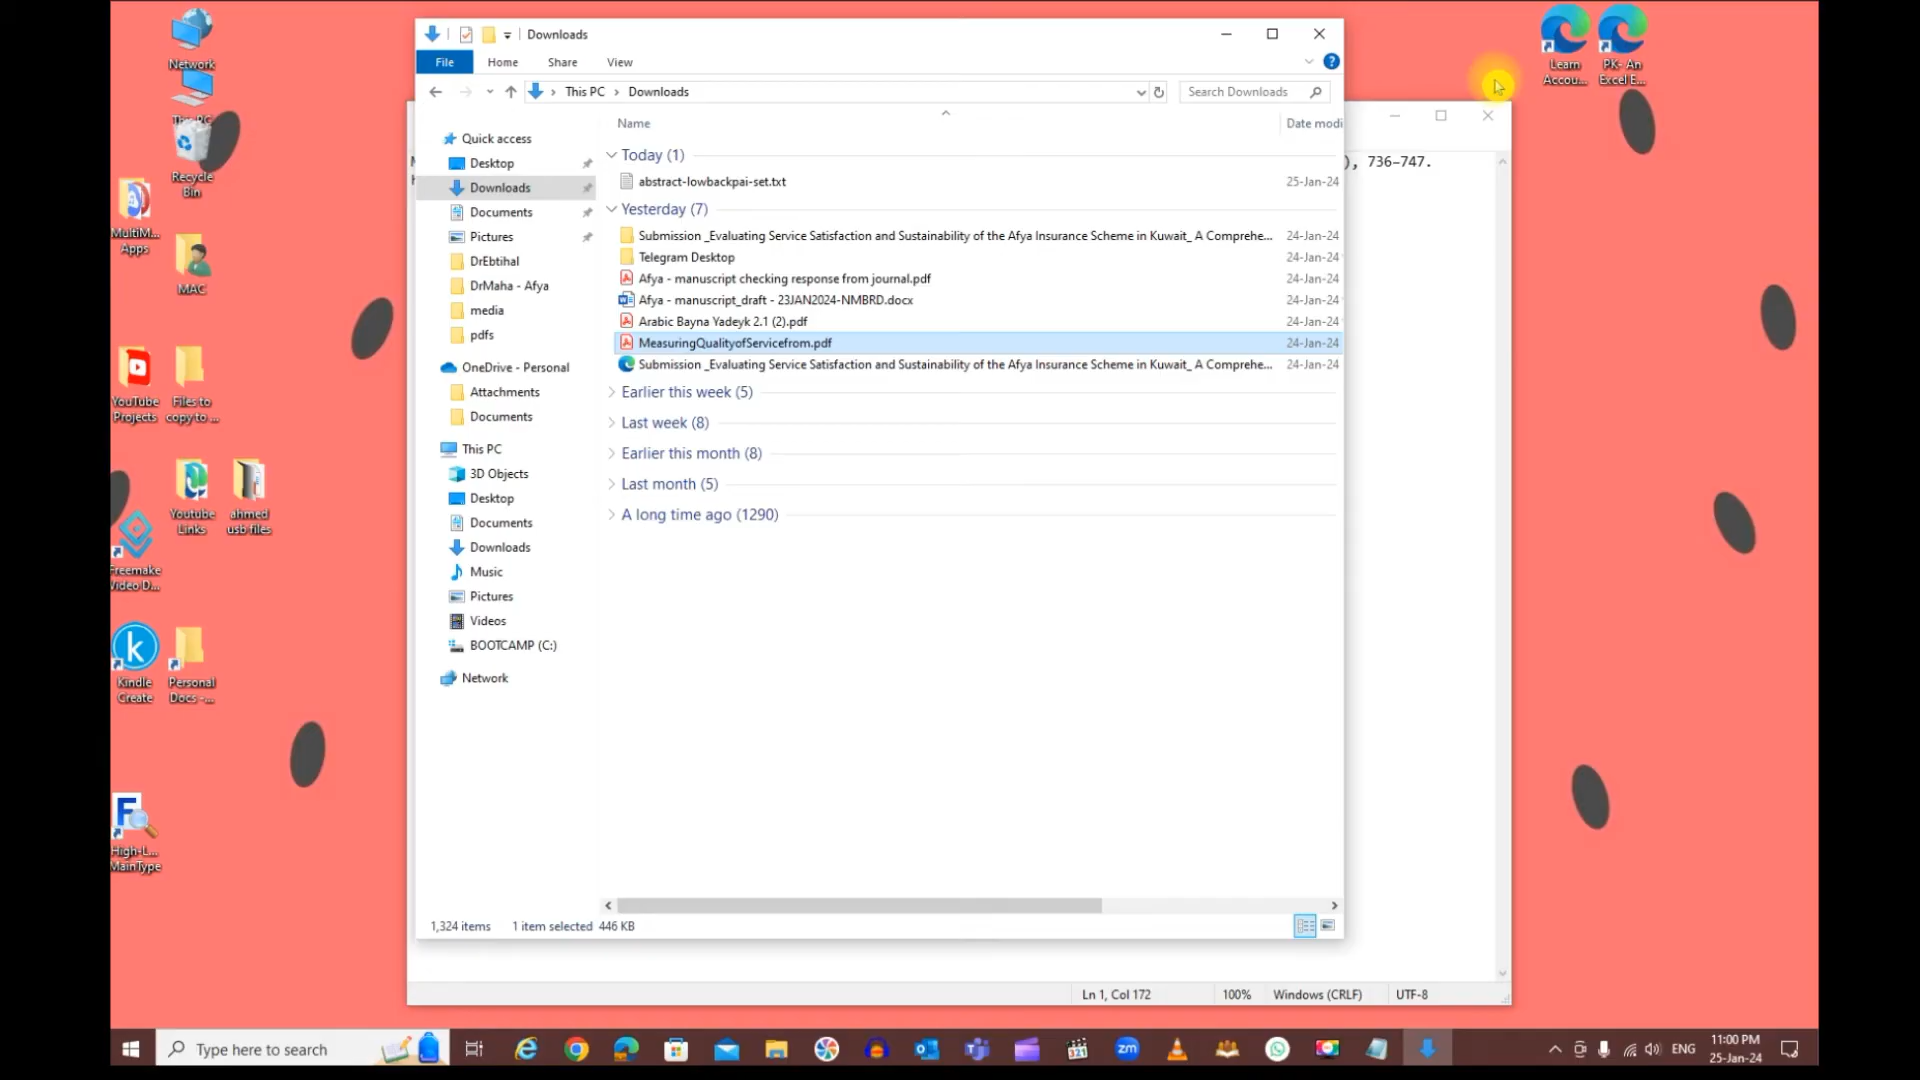 Network
This PC
Recycle
Bin
MultiM...
Apps
MAC
YouTube
Projects
Files to
copy to ...
Youtube
Links
ahmed
usb files
Freemake
Video D...
Kindle
Create
Personal
Docs -...
High-L...
MainType
Learn
Accou...
PK- An
Excel E...
Downloads
File
Home
Share
View
This PC
Downloads
Search Downloads
Name
Date modi
Quick access
Desktop
Downloads
Documents
Pictures
DrEbtihal
DrMaha - Afya
media
pdfs
OneDrive - Personal
Attachments
Documents
This PC
3D Objects
Desktop
Documents
Downloads
Music
Pictures
Videos
BOOTCAMP (C:)
Network
Today (1)
abstract-lowbackpai-set.txt 25-Jan-24
Yesterday (7)
Submission _Evaluating Service Satisfaction and Sustainability of the Afya Insurance Scheme in Kuwait_ A Comprehe... 24-Jan-24
Telegram Desktop 24-Jan-24
Afya - manuscript checking response from journal.pdf 24-Jan-24
Afya - manuscript_draft - 23JAN2024-NMBRD.docx 24-Jan-24
Arabic Bayna Yadeyk 2.1 (2).pdf 24-Jan-24
MeasuringQualityofServicefrom.pdf 24-Jan-24
Submission _Evaluating Service Satisfaction and Sustainability of the Afya Insurance Scheme in Kuwait_ A Comprehe... 24-Jan-24
Earlier this week (5)
Last week (8)
Earlier this month (8)
Last month (5)
A long time ago (1290)
1,324 items 1 item selected 446 KB
), 736–747.
Ln 1, Col 172
100%
Windows (CRLF)
UTF-8
Type here to search
zm
321
ENG
11:00 PM
25-Jan-24